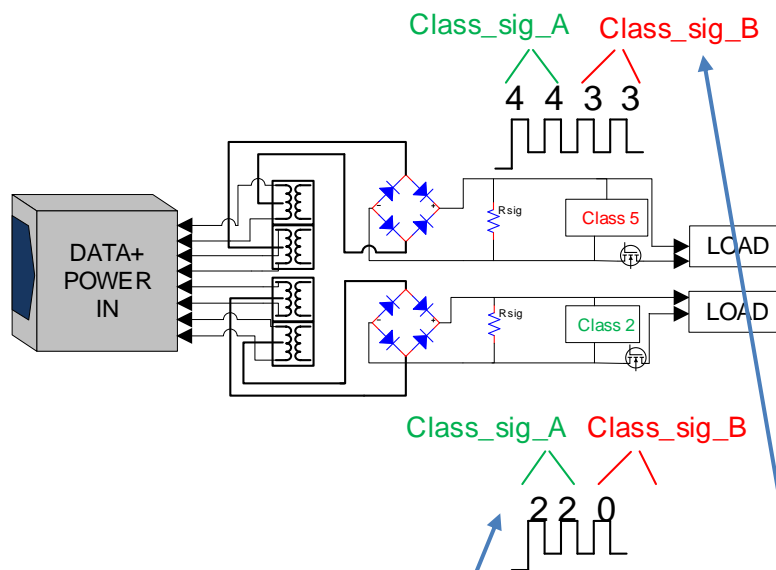 Class_sig_A Class_sig_B
4 4 3 3
Rsig
Class 5
DATA+
POWER
IN
LOAD
LOAD
Rsig
Class 2
- +
- +
Class_sig_A Class_sig_B
2 2 0